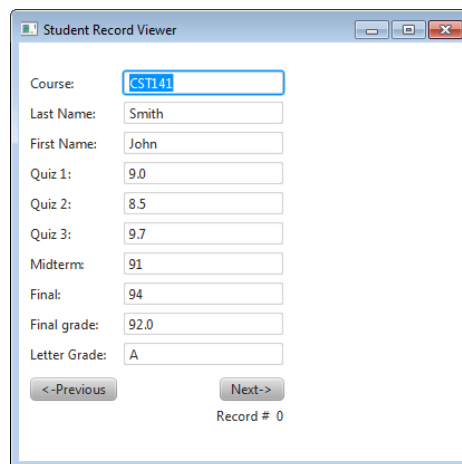 Student Record Viewer
Course: CST141
Last Name: Smith
First Name: John
Quiz 1: 9.0
Quiz 2: 8.5
Quiz 3: 9.7
Midterm: 91
Final: 94
Final grade: 92.0
Letter Grade: A
<-Previous Next->
Record # 0